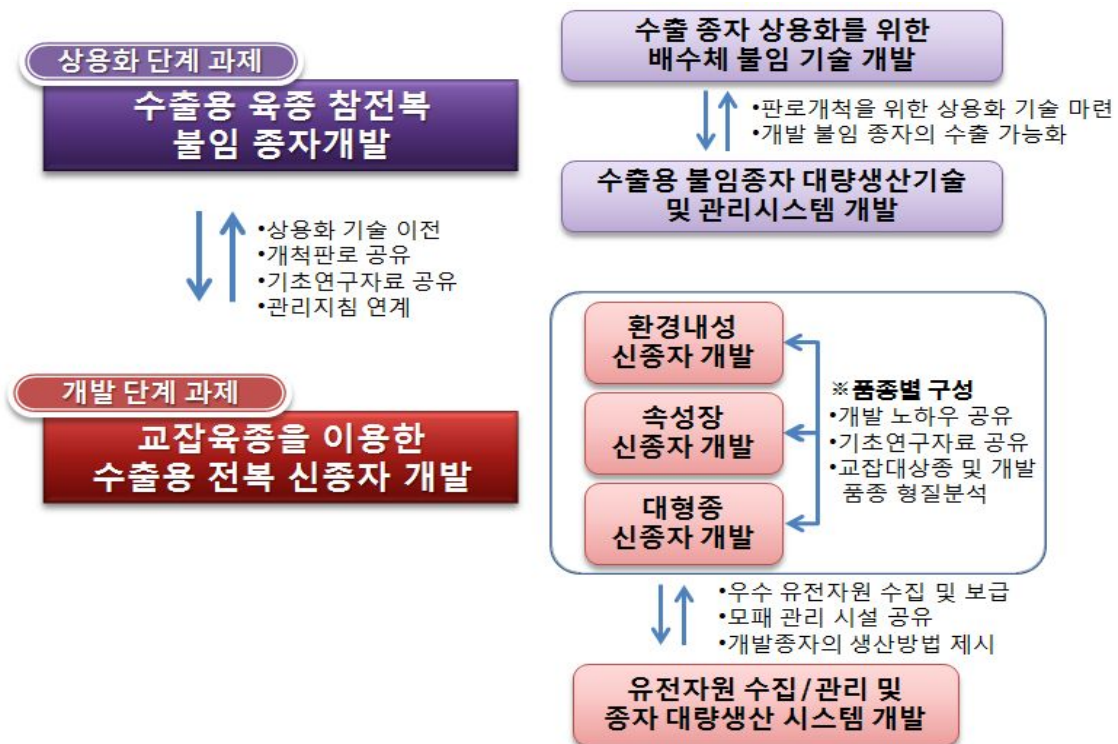 상용화 단계 과제
수출용 육종 참전복
불임 종자개발
수출 종자 상용화를 위한
배수체 불임 기술 개발
•판로개척을 위한 상용화 기술 마련
•개발 불임 종자의 수출 가능화
수출용 불임종자 대량생산기술
및 관리시스템 개발
•상용화 기술 이전
•개척판로 공유
•기초연구자료 공유
•관리지침 연계
개발 단계 과제
교잡육종을 이용한
수출용 전복 신종자 개발
환경내성
신종자 개발
속성장
신종자 개발
대형종
신종자 개발
※품종별 구성
•개발 노하우 공유
•기초연구자료 공유
•교잡대상종 및 개발
품종 형질분석
•우수 유전자원 수집 및 보급
•모패 관리 시설 공유
•개발종자의 생산방법 제시
유전자원 수집/관리 및
종자 대량생산 시스템 개발